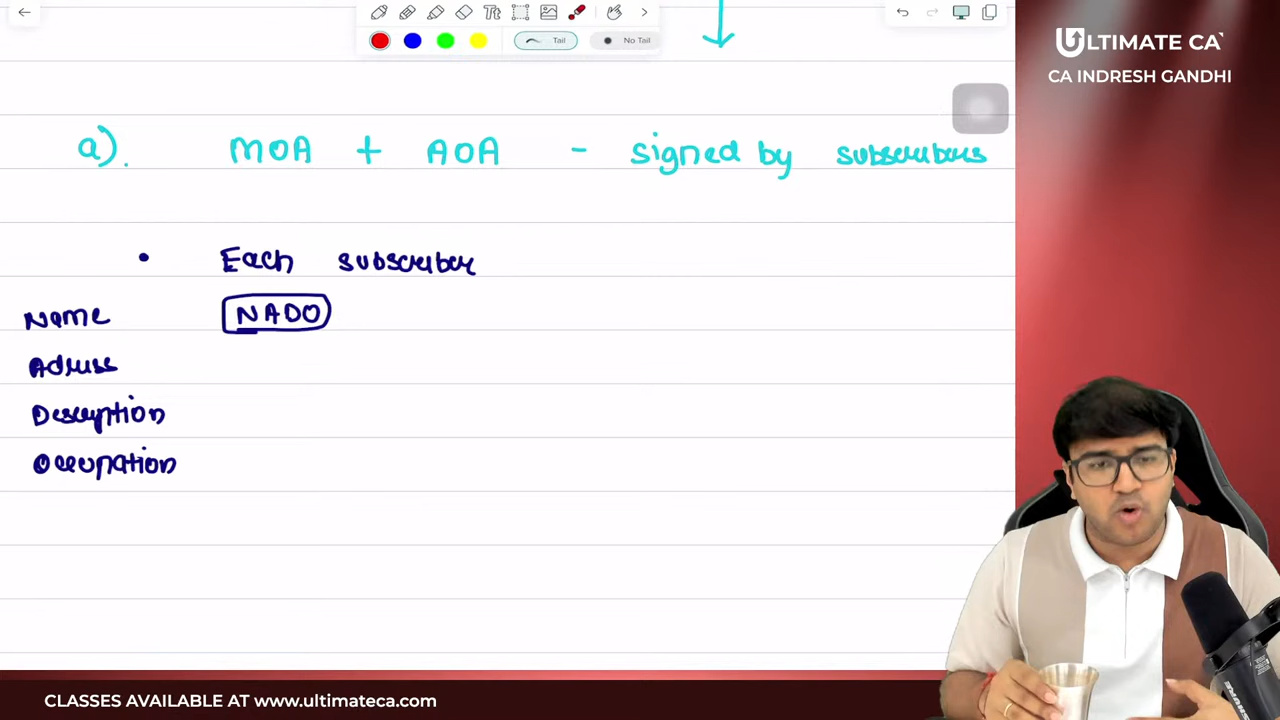 Tt
Tail
No Tail
ULTIMATE CA
CA INDRESH GANDHI
a). MOA + AOA - signed by subscribers
• Each subscriber
NADO
Name
Address
Description
Occupation
CLASSES AVAILABLE AT www.ultimateca.com